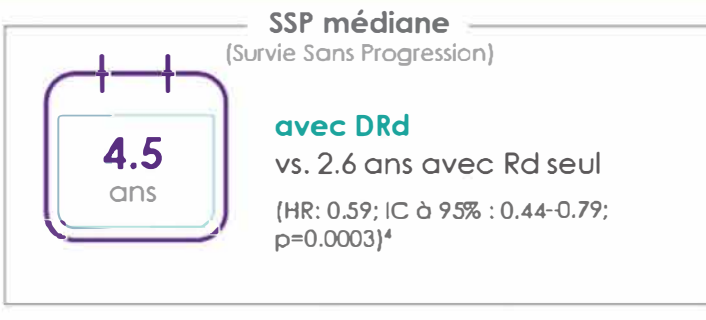 SSP médiane
(Survie Sans Progression)
4.5
ans
avec DRd
vs. 2.6 ans avec Rd seul
(HR: 0.59; IC à 95% : 0.44-0.79;
p=0.0003)⁴